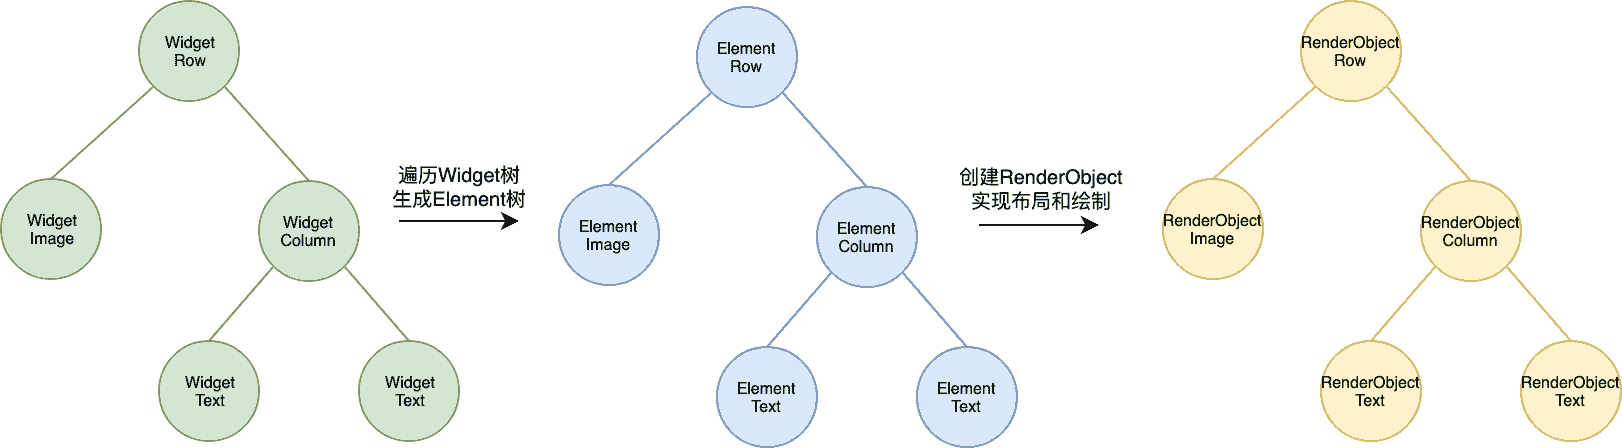 Widget
Row
Widget
Image
Widget
Column
Widget
Text
Widget
Text
遍历Widget树
生成Element树
Element
Row
Element
Image
Element
Column
Element
Text
Element
Text
创建RenderObject
实现布局和绘制
RenderObject
Row
RenderObject
Image
RenderObject
Column
RenderObject
Text
RenderObject
Text